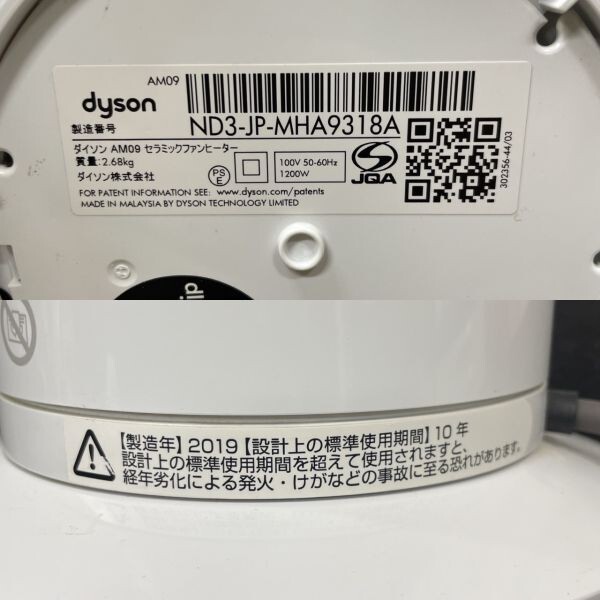 AM09
dyson
製造番号
ND3-JP-MHA9318A
ダイソン AM09 セラミックファンヒーター
質量:2.68kg
ダイソン株式会社
PS
E
100V 50-60Hz
1200W
JQA
302356-44/03
FOR PATENT INFORMATION SEE: www.dyson.com/patents
MADE IN MALAYSIA BY DYSON TECHNOLOGY LIMITED
ip
【製造年】2019【設計上の標準使用期間】10年
設計上の標準使用期間を超えて使用されますと、
経年劣化による発火・けがなどの事故に至る恐れがあります。